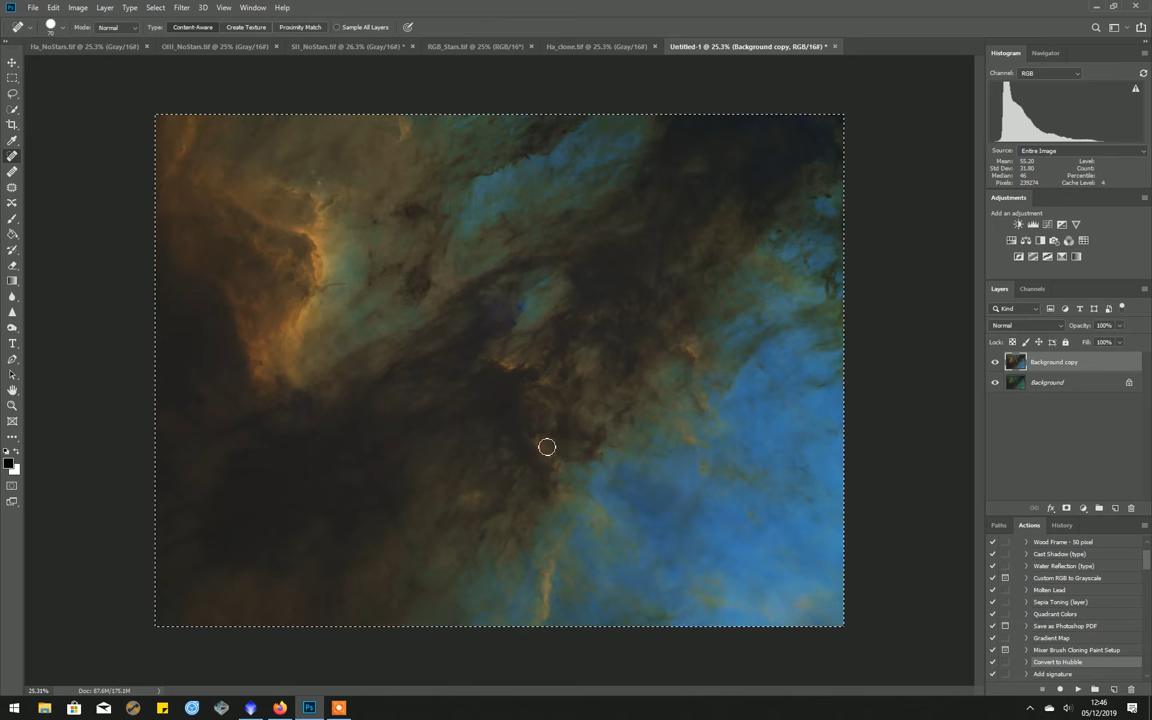 Ps File Edit Image Layer Type Select Filter 3D View Window Help
70 Mode: Normal Type: Content-Aware Create Texture Proximity Match Sample All Layers
Ha_NoStars.tif @ 25.3% (Gray/16#) × OIII_NoStars.tif @ 25% (Gray/16#) × SII_NoStars.tif @ 26.3% (Gray/16#) * × RGB_Stars.tif @ 25% (RGB/16*) × Ha_clone.tif @ 25.3% (Gray/16#) × Untitled-1 @ 25.3% (Background copy, RGB/16#) * ×
Histogram Navigator
Channel: RGB
Source: Entire Image
Mean: 55.20 Level:
Std Dev: 31.80 Count:
Median: 46 Percentile:
Pixels: 239274 Cache Level: 4
Adjustments
Add an adjustment
Layers Channels
Kind
Normal Opacity: 100%
Lock: Fill: 100%
Background copy
Background
fx
Paths Actions History
Wood Frame - 50 pixel
Cast Shadow (type)
Water Reflection (type)
Custom RGB to Grayscale
Molten Lead
Sepia Toning (layer)
Quadrant Colors
Save as Photoshop PDF
Gradient Map
Mixer Brush Cloning Paint Setup
Convert to Hubble
Add signature
25.31% Doc: 87.6M/175.1M
Ps
12:46
05/12/2019